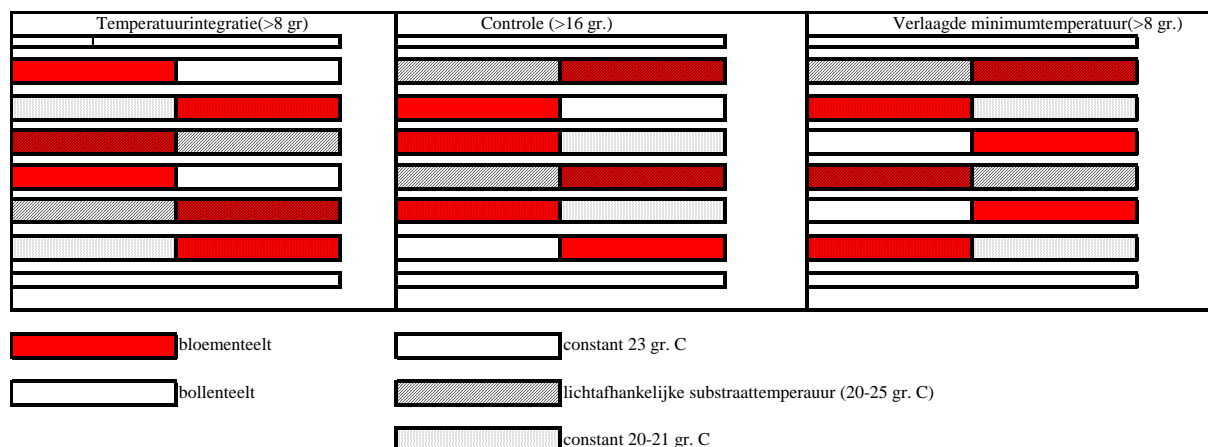 Temperatuurintegratie(>8 gr) Controle (>16 gr.) Verlaagde minimumtemperatuur(>8 gr.)
bloementeelt constant 23 gr. C
bollenteelt lichtafhankelijke substraattemperauur (20-25 gr. C)
constant 20-21 gr. C